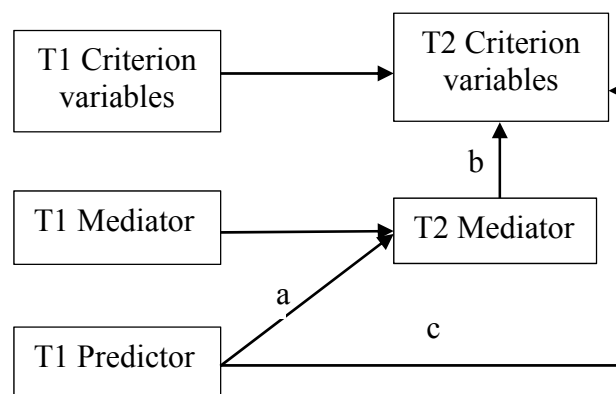 T1 Criterion
variables
T2 Criterion
variables
b
T1 Mediator
T2 Mediator
a
T1 Predictor
c